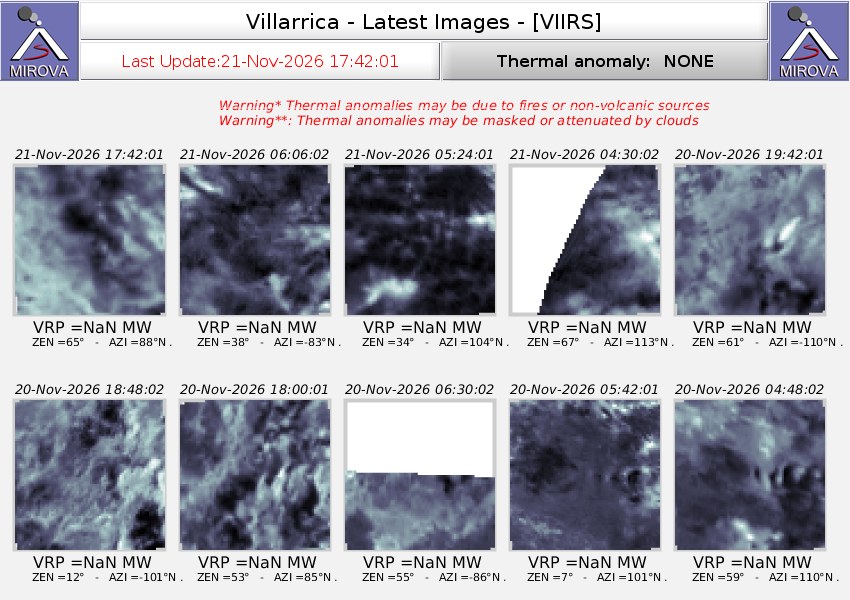 Villarrica - Latest Images - [VIIRS]
MIROVA
Last Update:21-Nov-2026 17:42:01
Thermal anomaly: NONE
MIROVA
Warning* Thermal anomalies may be due to fires or non-volcanic sources
Warning**: Thermal anomalies may be masked or attenuated by clouds
21-Nov-2026 17:42:01 21-Nov-2026 06:06:02 21-Nov-2026 05:24:01 21-Nov-2026 04:30:02 20-Nov-2026 19:42:01
VRP =NaN MW VRP =NaN MW VRP =NaN MW VRP =NaN MW VRP =NaN MW
ZEN =65° - AZI =88°N . ZEN =38° - AZI =-83°N . ZEN =34° - AZI =104°N . ZEN =67° - AZI =113°N . ZEN =61° - AZI =-110°N .
20-Nov-2026 18:48:02 20-Nov-2026 18:00:01 20-Nov-2026 06:30:02 20-Nov-2026 05:42:01 20-Nov-2026 04:48:02
VRP =NaN MW VRP =NaN MW VRP =NaN MW VRP =NaN MW VRP =NaN MW
ZEN =12° - AZI =-101°N . ZEN =53° - AZI =85°N . ZEN =55° - AZI =-86°N . ZEN =7° - AZI =101°N . ZEN =59° - AZI =110°N .